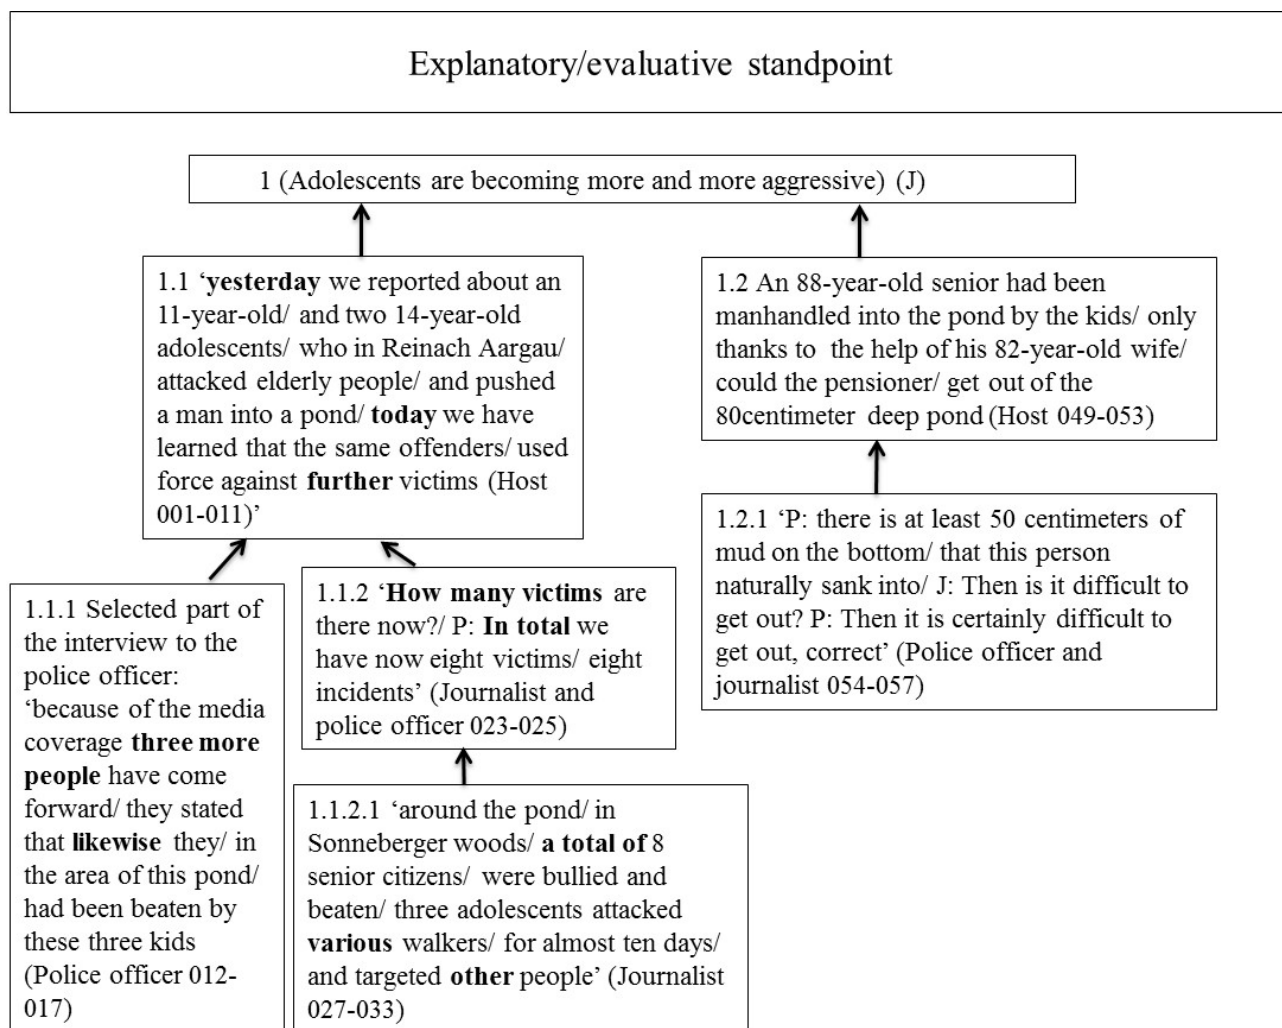 Explanatory/evaluative standpoint
1 (Adolescents are becoming more and more aggressive) (J)
1.1 ‘yesterday we reported about an
11-year-old/ and two 14-year-old
adolescents/ who in Reinach Aargau/
attacked elderly people/ and pushed
a man into a pond/ today we have
learned that the same offenders/ used
force against further victims (Host
001-011)’
1.2 An 88-year-old senior had been
manhandled into the pond by the kids/ only
thanks to the help of his 82-year-old wife/
could the pensioner/ get out of the
80centimeter deep pond (Host 049-053)
1.1.1 Selected part of
the interview to the
police officer:
‘because of the media
coverage three more
people have come
forward/ they stated
that likewise they/ in
the area of this pond/
had been beaten by
these three kids
(Police officer 012-
017)
1.1.2 ‘How many victims are
there now?/ P: In total we
have now eight victims/ eight
incidents’ (Journalist and
police officer 023-025)
1.2.1 ‘P: there is at least 50 centimeters of
mud on the bottom/ that this person
naturally sank into/ J: Then is it difficult to
get out? P: Then it is certainly difficult to
get out, correct’ (Police officer and
journalist 054-057)
1.1.2.1 ‘around the pond/ in
Sonneberger woods/ a total of 8
senior citizens/ were bullied and
beaten/ three adolescents attacked
various walkers/ for almost ten days/
and targeted other people’ (Journalist
027-033)